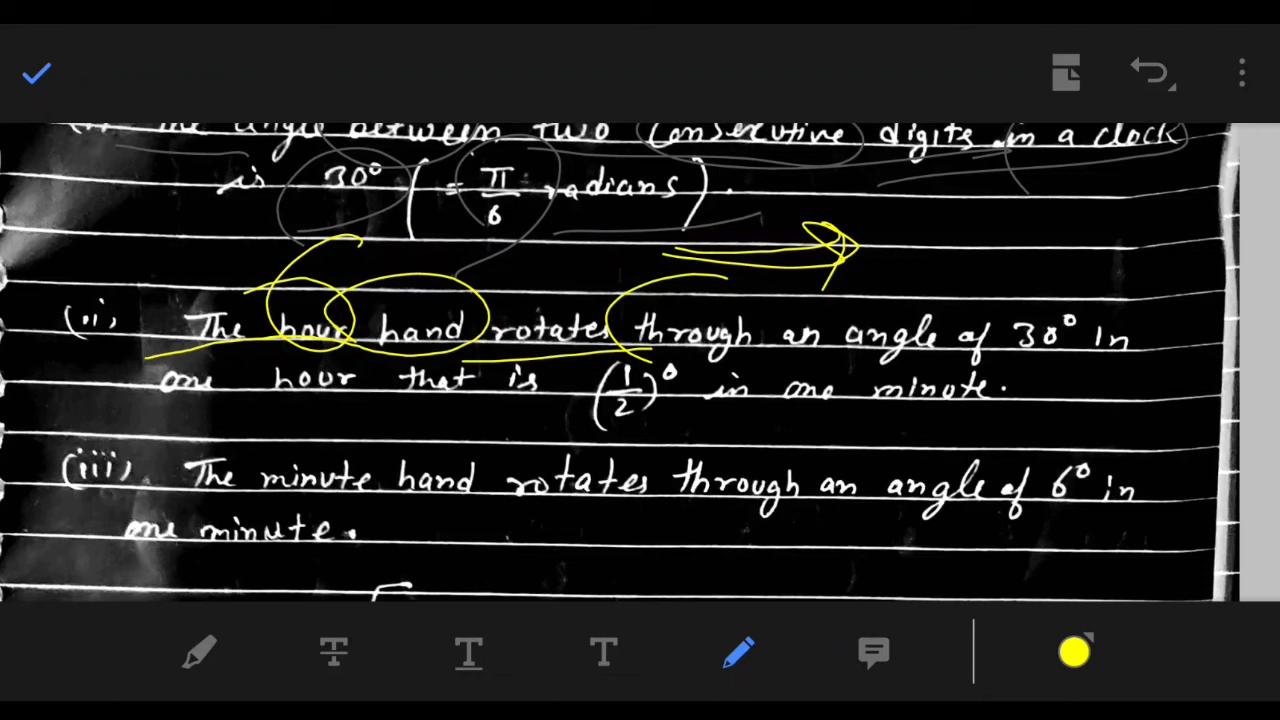 (i) The angle between two consecutive digits in a clock
is 30° (= π/6 radians).
(ii) The hour hand rotates through an angle of 30° in
one hour that is (1/2)° in one minute.
(iii) The minute hand rotates through an angle of 6° in
one minute.